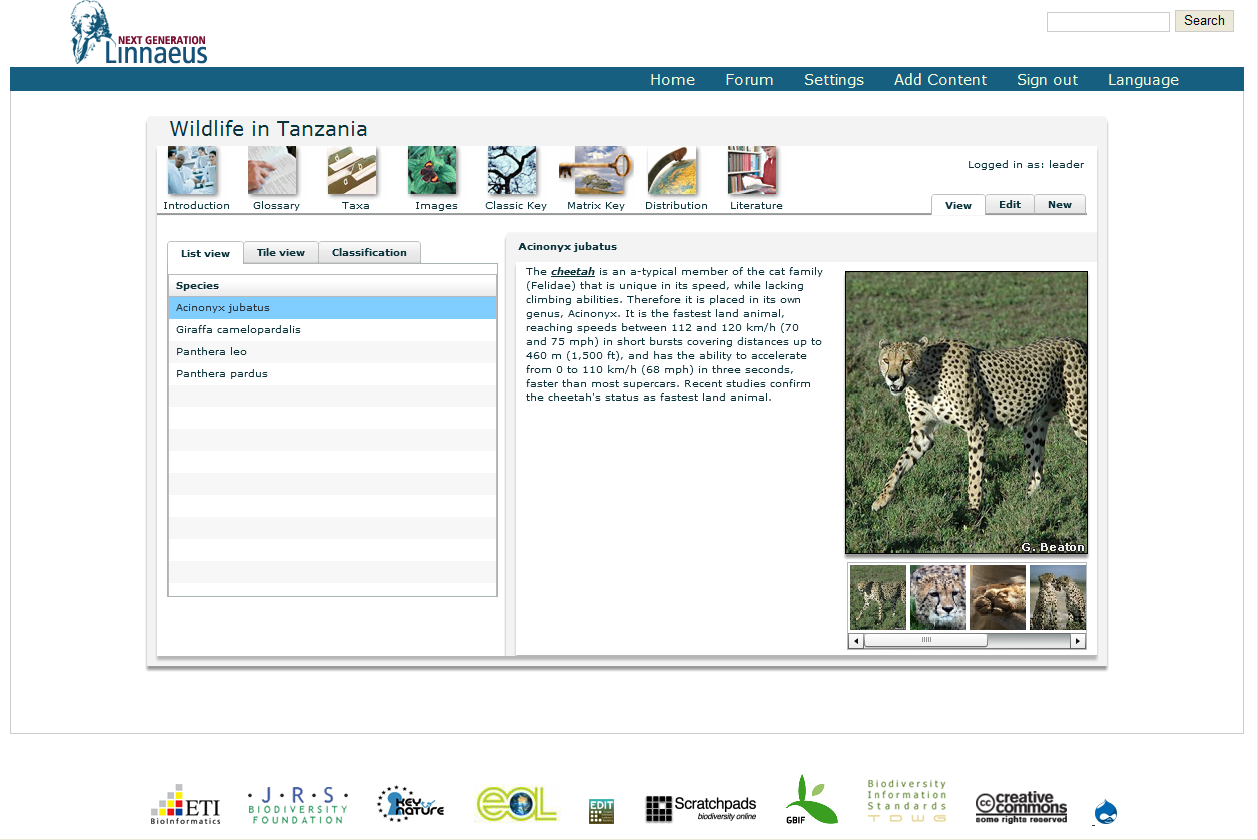 NEXT GENERATION
Linnaeus
Search
Home Forum Settings Add Content Sign out Language
Wildlife in Tanzania
Logged in as: leader
Introduction Glossary Taxa Images Classic Key Matrix Key Distribution Literature
View Edit New
List view Tile view Classification
Species
Acinonyx jubatus
Giraffa camelopardalis
Panthera leo
Panthera pardus
Acinonyx jubatus
The cheetah is an a-typical member of the cat family
(Felidae) that is unique in its speed, while lacking
climbing abilities. Therefore it is placed in its own
genus, Acinonyx. It is the fastest land animal,
reaching speeds between 112 and 120 km/h (70
and 75 mph) in short bursts covering distances up to
460 m (1,500 ft), and has the ability to accelerate
from 0 to 110 km/h (68 mph) in three seconds,
faster than most supercars. Recent studies confirm
the cheetah's status as fastest land animal.
G. Beaton
ETI
BioInformatics
·J·R·S·
BIODIVERSITY
FOUNDATION
KEY to
NATURE
eOL
EDIT
Scratchpads
biodiversity online
GBIF
Biodiversity
Information
Standards
TDWG
cc creative
commons
some rights reserved